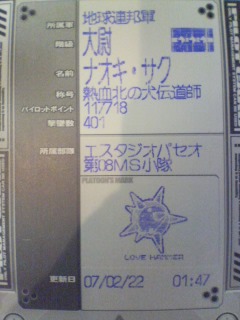 所属軍 地球連邦軍
階級 大尉
名前 ナオキ・サク
称号 熱血北の犬伝道師
パイロットポイント 11718
撃墜数 401
所属部隊 エスタジオパセオ
第08MS小隊
PLATOON'S MARK
LOVE HAMMER
更新日 07/02/22 01:47